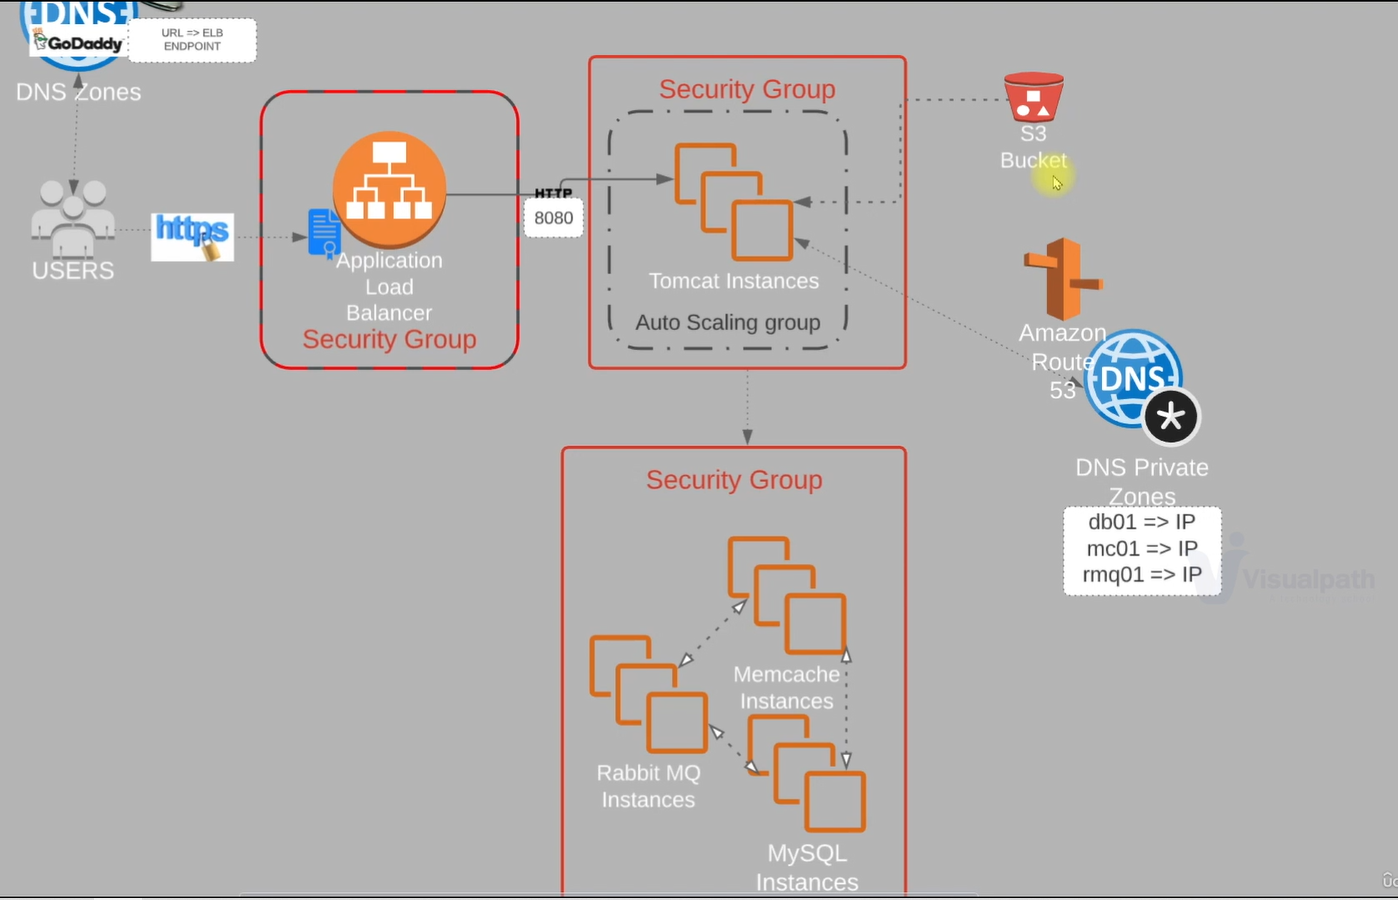 DNS
GoDaddy
URL => ELB
ENDPOINT
DNS Zones
USERS
https
Application
Load
Balancer
Security Group
HTTP
8080
Security Group
Tomcat Instances
Auto Scaling group
S3
Bucket
Amazon
Route
53
DNS
*
DNS Private
Zones
db01 => IP
mc01 => IP
rmq01 => IP
Visualpath
Security Group
Memcache
Instances
Rabbit MQ
Instances
MySQL
Instances